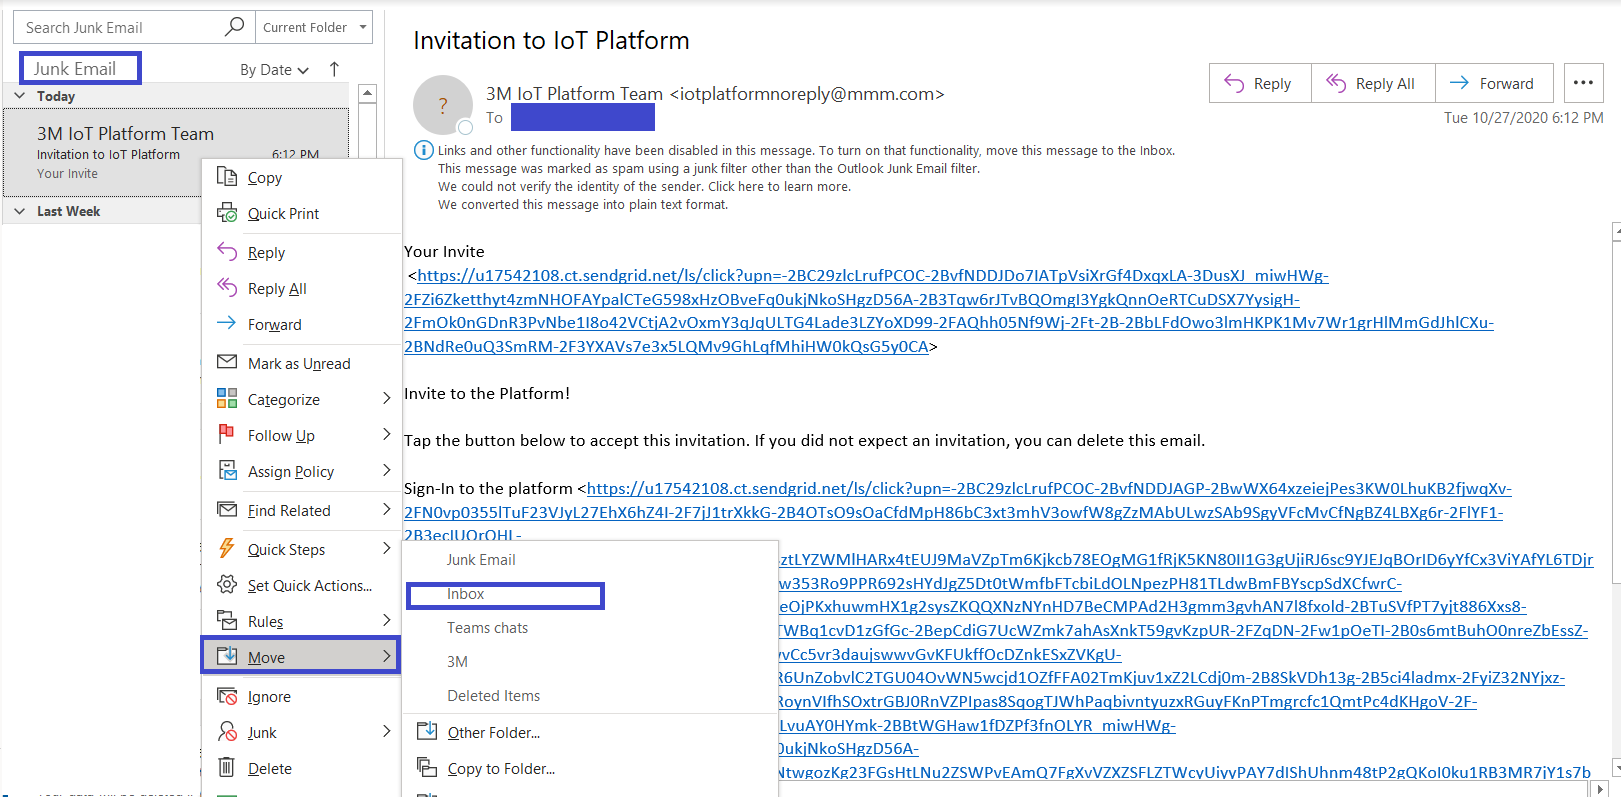 Search Junk Email
Current Folder
Junk Email
By Date
Today
3M IoT Platform Team
Invitation to IoT Platform
6:12 PM
Your Invite
Last Week
Copy
Quick Print
Reply
Reply All
Forward
Mark as Unread
Categorize
Follow Up
Assign Policy
Find Related
Quick Steps
Set Quick Actions...
Rules
Move
Ignore
Junk
Delete
Junk Email
Inbox
Teams chats
3M
Deleted Items
Other Folder...
Copy to Folder...
Invitation to IoT Platform
?
3M IoT Platform Team <iotplatformnoreply@mmm.com>
To
Reply
Reply All
Forward
Tue 10/27/2020 6:12 PM
Links and other functionality have been disabled in this message. To turn on that functionality, move this message to the Inbox.
This message was marked as spam using a junk filter other than the Outlook Junk Email filter.
We could not verify the identity of the sender. Click here to learn more.
We converted this message into plain text format.
Your Invite
<https://u17542108.ct.sendgrid.net/ls/click?upn=-2BC29zlcLrufPCOC-2BvfNDDJDo7IATpVsiXrGf4DxqxLA-3DusXJ_miwHWg-
2FZi6Zketthyt4zmNHOFAYpalCTeG598xHzOBveFq0ukjNkoSHgzD56A-2B3Tqw6rJTvBQOmgI3YgkQnnOeRTCuDSX7YysigH-
2FmOk0nGDnR3PvNbe1I8o42VCtjA2vOxmY3qJqULTG4Lade3LZYoXD99-2FAQhh05Nf9Wj-2Ft-2B-2BbLFdOwo3lmHKPK1Mv7Wr1grHlMmGdJhlCXu-
2BNdRe0uQ3SmRM-2F3YXAVs7e3x5LQMv9GhLqfMhiHW0kQsG5y0CA>
Invite to the Platform!
Tap the button below to accept this invitation. If you did not expect an invitation, you can delete this email.
Sign-In to the platform <https://u17542108.ct.sendgrid.net/ls/click?upn=-2BC29zlcLrufPCOC-2BvfNDDJAGP-2BwWX64xzeiejPes3KW0LhuKB2fjwqXv-
2FN0vp0355lTuF23VJyL27EhX6hZ4I-2F7jJ1trXkkG-2B4OTsO9sOaCfdMpH86bC3xt3mhV3owfW8gZzMAbULwzSAb9SgyVFcMvCfNgBZ4LBXg6r-2FlYF1-
ztLYZWMlHARx4tEUJ9MaVZpTm6Kjkcb78EOgMG1fRjK5KN80II1G3gUjiRJ6sc9YJEJqBOrID6yYfCx3ViYAfYL6TDjr
w353Ro9PPR692sHYdJgZ5Dt0tWmfbFTcbiLdOLNpezPH81TLdwBmFBYscpSdXCfwrC-
eOjPKxhuwmHX1g2sysZKQQXNzNYnHD7BeCMPAd2H3gmm3gvhAN7l8fxold-2BTuSVfPT7yjt886Xxs8-
TWBq1cvD1zGfGc-2BepCdiG7UcWZmk7ahAsXnkT59gvKzpUR-2FZqDN-2Fw1pOeTI-2B0s6mtBuhO0nreZbEssZ-
vCc5vr3daujswwvGvKFUkffOcDZnkESxZVKgU-
R6UnZobvlC2TGU04OvWN5wcjd1OZfFFA02TmKjuv1xZ2LCdj0m-2B8SkVDh13g-2B5ci4ladmx-2FyiZ32NYjxz-
RoynVIfhSOxtrGBJ0RnVZPIpas8SqogTJWhPaqbivntyuzxRGuyFKnPTmgrcfc1QmtPc4dKHgoV-2F-
LvuAY0HYmk-2BBtWGHaw1fDZPf3fnOLYR_miwHWg-
0ukjNkoSHgzD56A-
NtwgozKg23FGsHtLNu2ZSWPvEAmQ7FgXvVZXZSFLZTWcyUiyyPAY7dIShUhnm48tP2gQKoI0ku1RB3MR7jY1s7b